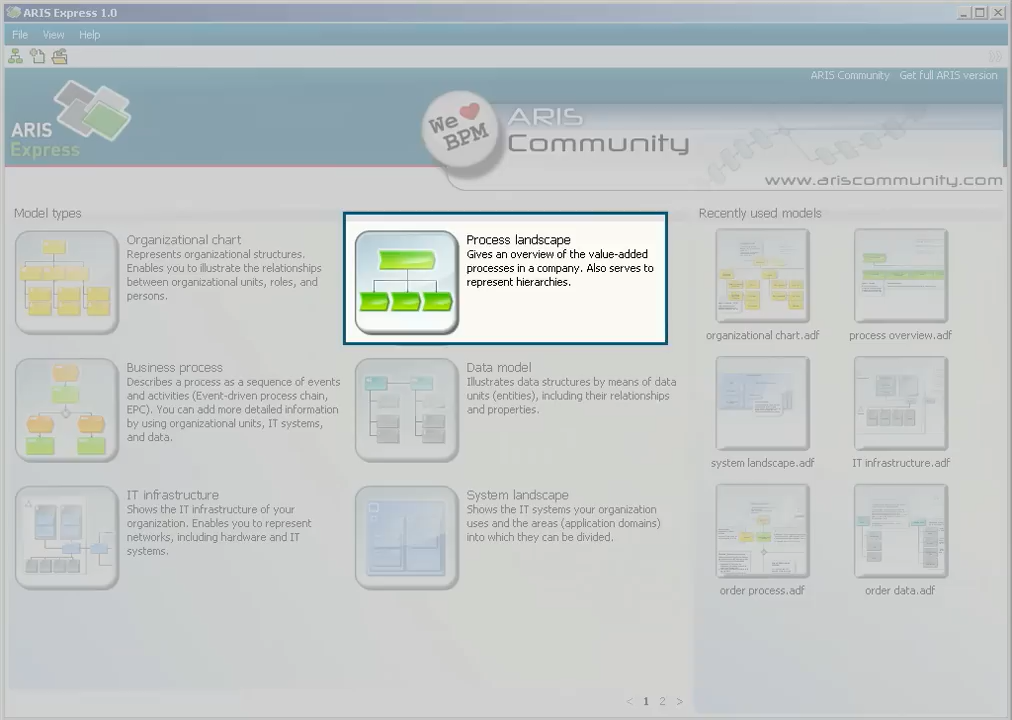 ARIS Express 1.0
File View Help
ARIS Community Get full ARIS version
ARIS
Express
We
BPM
ARIS
Community
www.ariscommunity.com
Model types
Organizational chart
Represents organizational structures.
Enables you to illustrate the relationships
between organizational units, roles, and
persons.
Process landscape
Gives an overview of the value-added
processes in a company. Also serves to
represent hierarchies.
Business process
Describes a process as a sequence of events
and activities (Event-driven process chain,
EPC). You can add more detailed information
by using organizational units, IT systems,
and data.
Data model
Illustrates data structures by means of data
units (entities), including their relationships
and properties.
IT infrastructure
Shows the IT infrastructure of your
organization. Enables you to represent
networks, including hardware and IT
systems.
System landscape
Shows the IT systems your organization
uses and the areas (application domains)
into which they can be divided.
Recently used models
organizational chart.adf
process overview.adf
system landscape.adf
IT infrastructure.adf
order process.adf
order data.adf
< 1 2 >